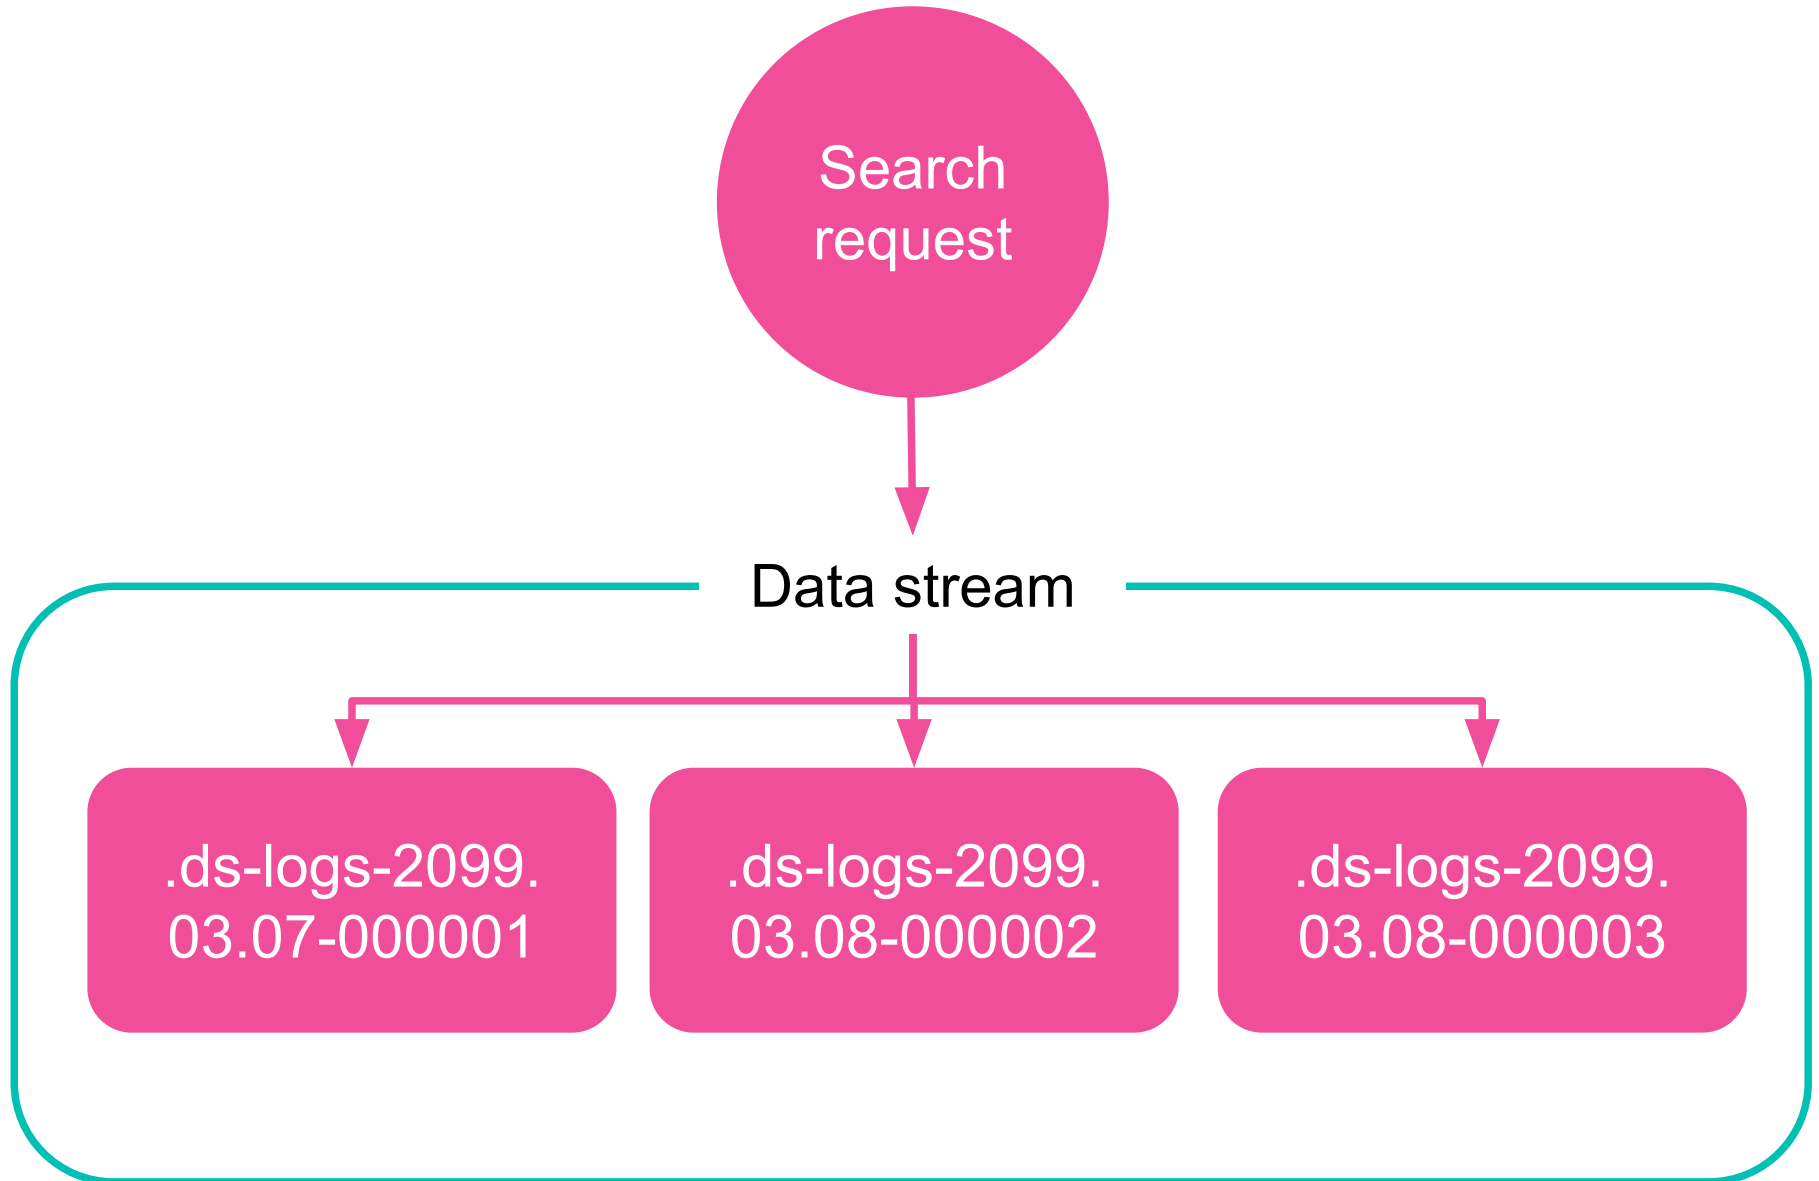 Search
request
Data stream
.ds-logs-2099.
03.07-000001
.ds-logs-2099.
03.08-000002
.ds-logs-2099.
03.08-000003